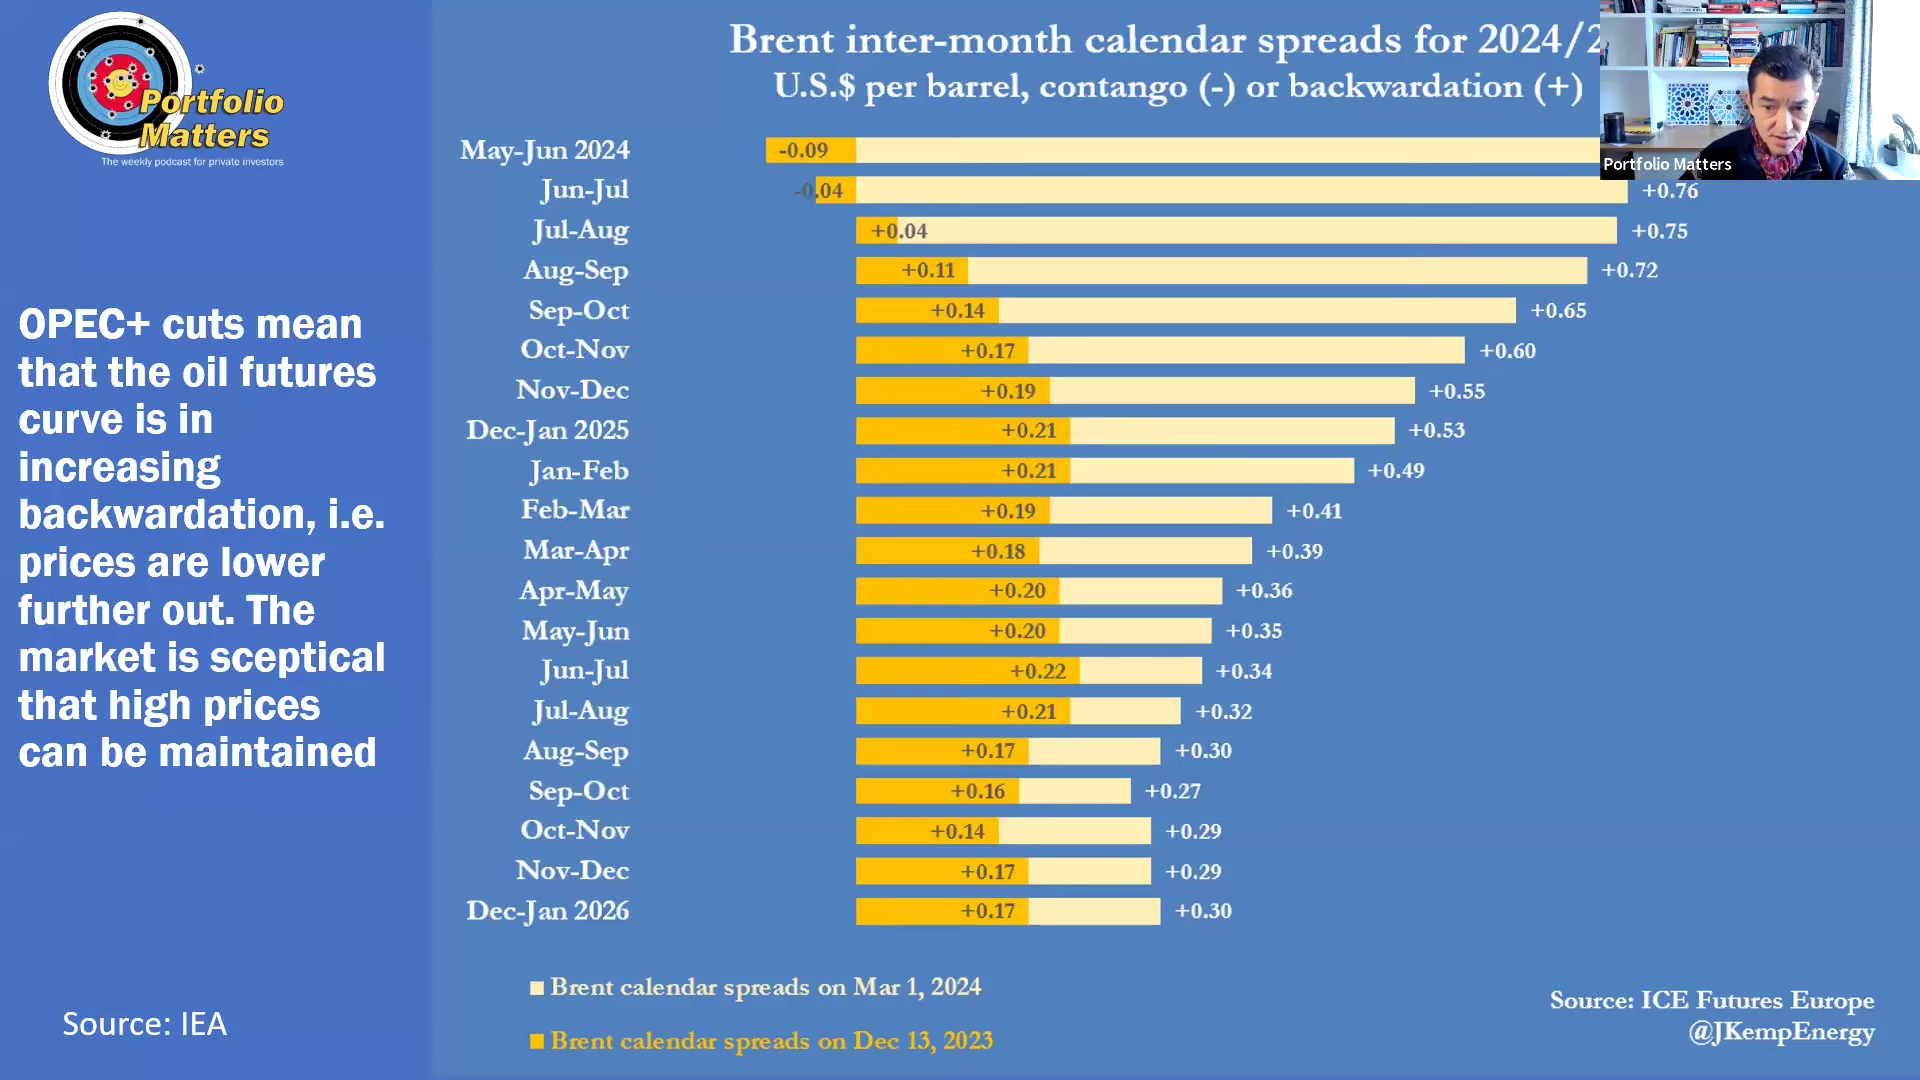 Portfolio
Matters
The weekly podcast for private investors
OPEC+ cuts mean
that the oil futures
curve is in
increasing
backwardation, i.e.
prices are lower
further out. The
market is sceptical
that high prices
can be maintained
Source: IEA
Brent inter-month calendar spreads for 2024/2
U.S.$ per barrel, contango (-) or backwardation (+)
Portfolio Matters
May-Jun 2024 -0.09
Jun-Jul -0.04 +0.76
Jul-Aug +0.04 +0.75
Aug-Sep +0.11 +0.72
Sep-Oct +0.14 +0.65
Oct-Nov +0.17 +0.60
Nov-Dec +0.19 +0.55
Dec-Jan 2025 +0.21 +0.53
Jan-Feb +0.21 +0.49
Feb-Mar +0.19 +0.41
Mar-Apr +0.18 +0.39
Apr-May +0.20 +0.36
May-Jun +0.20 +0.35
Jun-Jul +0.22 +0.34
Jul-Aug +0.21 +0.32
Aug-Sep +0.17 +0.30
Sep-Oct +0.16 +0.27
Oct-Nov +0.14 +0.29
Nov-Dec +0.17 +0.29
Dec-Jan 2026 +0.17 +0.30
Brent calendar spreads on Mar 1, 2024
Brent calendar spreads on Dec 13, 2023
Source: ICE Futures Europe
@JKempEnergy